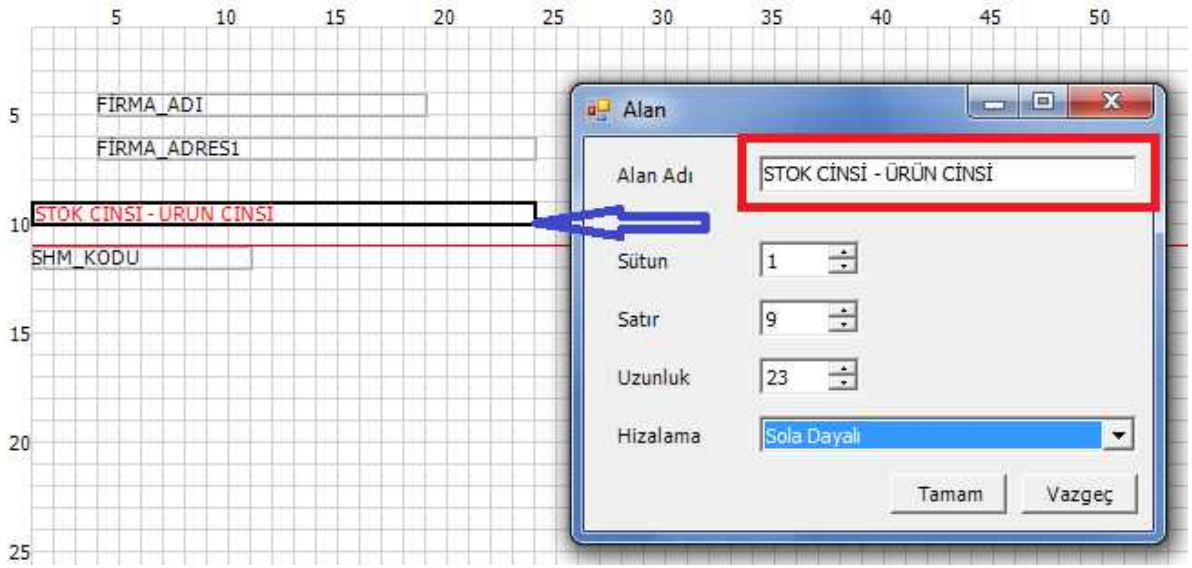 5 10 15 20 25 30 35 40 45 50
FİRMA_ADI
5
Alan
FİRMA_ADRES1
Alan Adı
STOK CİNSİ - ÜRÜN CİNSİ
STOK CİNSİ - ÜRÜN CİNSİ
10
SHM_KODU
Sütun
1
Satır
9
15
Uzunluk
23
Hizalama
Sola Dayalı
20
Tamam
Vazgeç
25